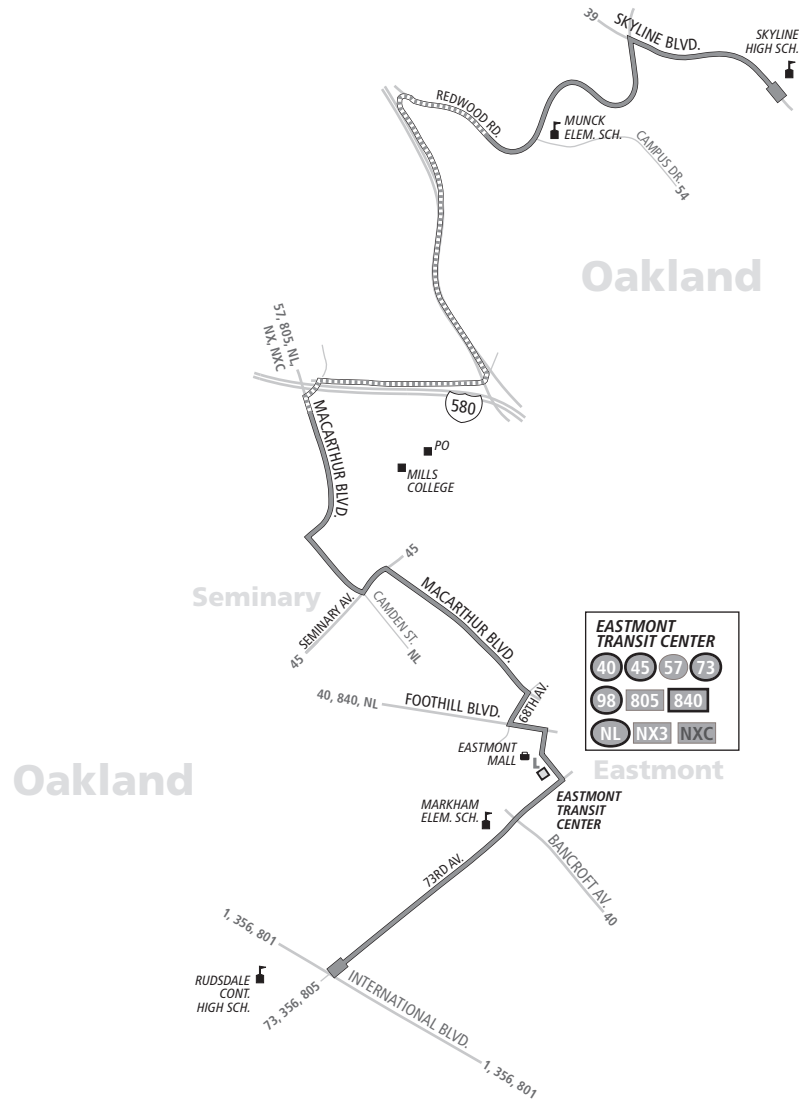 39
SKYLINE BLVD.
SKYLINE
HIGH SCH.
REDWOOD RD.
MUNCK
ELEM. SCH.
CAMPUS DR.
54
Oakland
57, 805, NL,
NX, NXC
580
MACARTHUR BLVD.
PO
MILLS
COLLEGE
45
Seminary
SEMINARY AV.
45
CAMDEN ST.
NL
MACARTHUR BLVD.
EASTMONT
TRANSIT CENTER
40 45 57 73
98 805 840
NL NX3 NXC
40, 840, NL
FOOTHILL BLVD.
68TH AV.
EASTMONT
MALL
L
Eastmont
Oakland
EASTMONT
TRANSIT
CENTER
MARKHAM
ELEM. SCH.
BANCROFT AV.
40
73RD AV.
1, 356, 801
RUDSDALE
CONT.
HIGH SCH.
73, 356, 805
INTERNATIONAL BLVD.
1, 356, 801